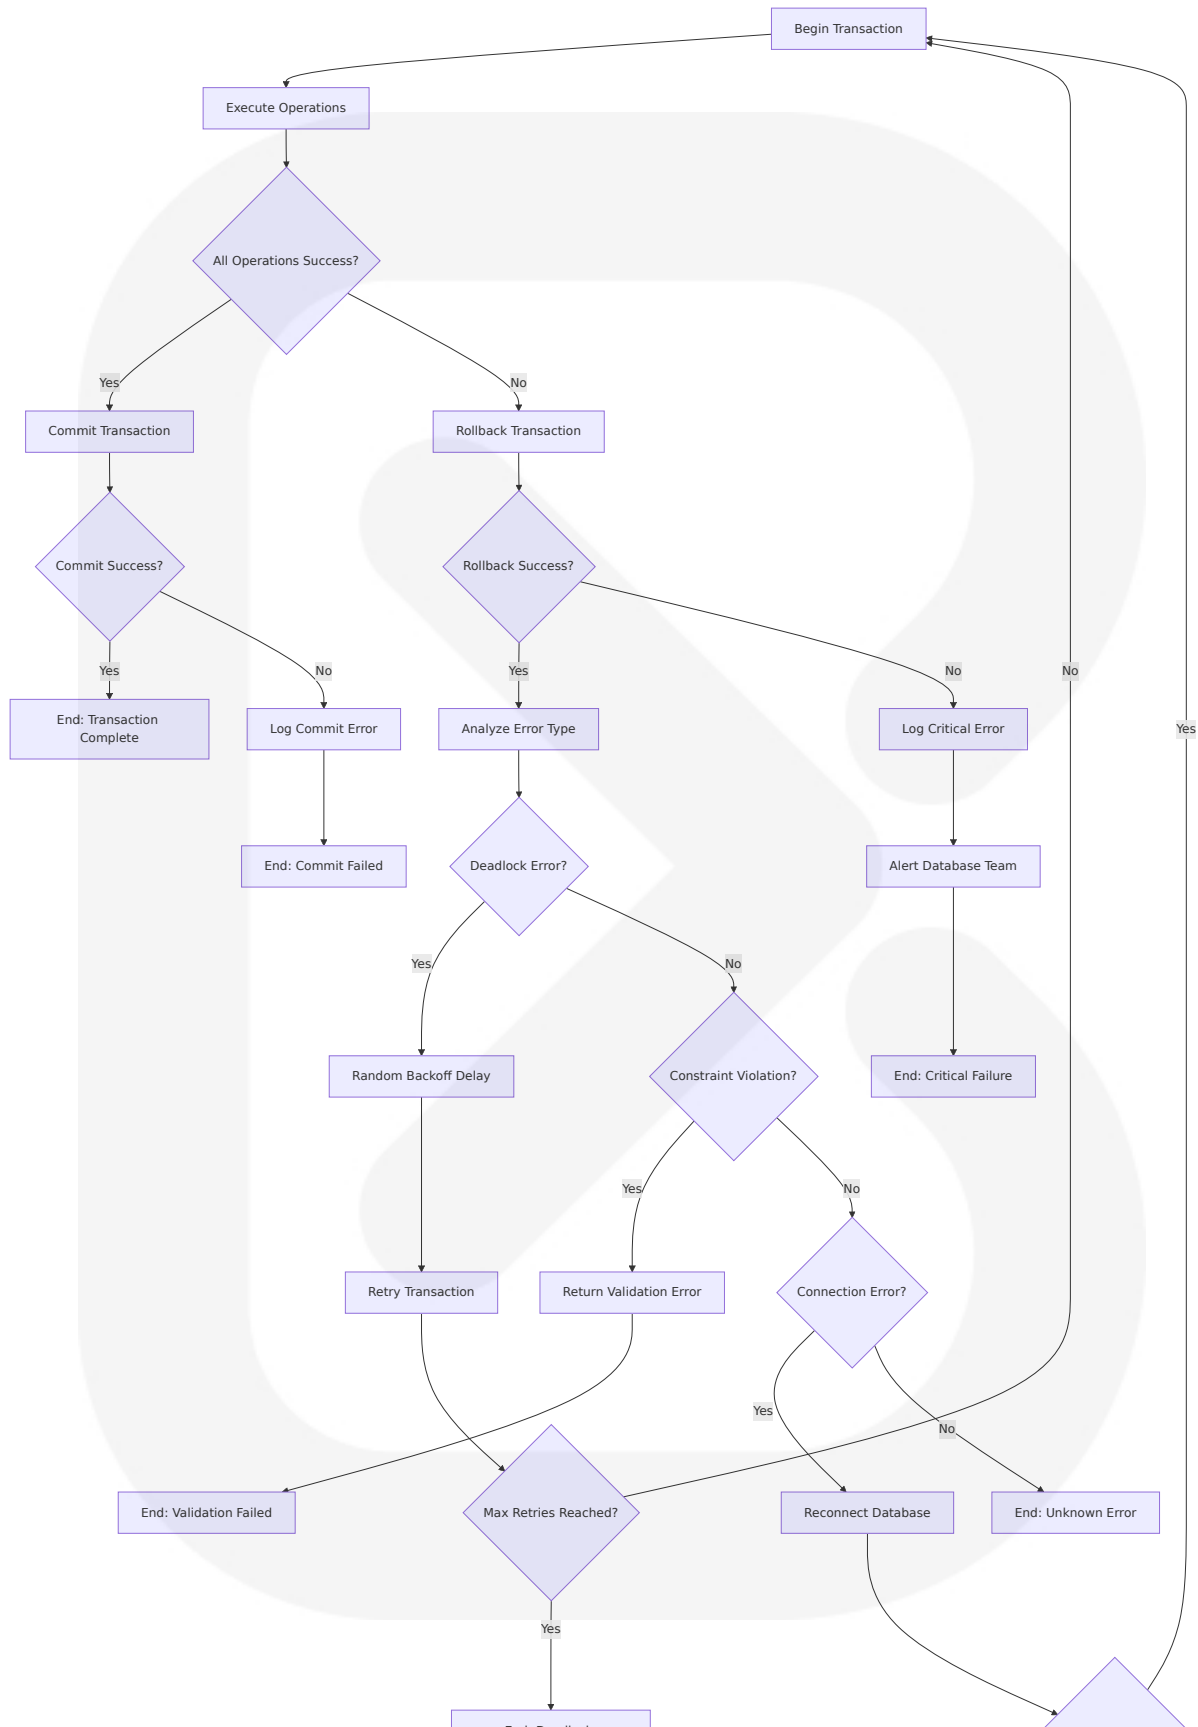 Begin Transaction
Execute Operations
All Operations Success?
Yes
No
Commit Transaction
Rollback Transaction
Commit Success?
Rollback Success?
Yes
No
Yes
No
No
End: Transaction
Complete
Log Commit Error
Analyze Error Type
Log Critical Error
Yes
End: Commit Failed
Deadlock Error?
Alert Database Team
Yes
No
Random Backoff Delay
Constraint Violation?
End: Critical Failure
Yes
No
Retry Transaction
Return Validation Error
Connection Error?
Yes
No
End: Validation Failed
Max Retries Reached?
Reconnect Database
End: Unknown Error
Yes